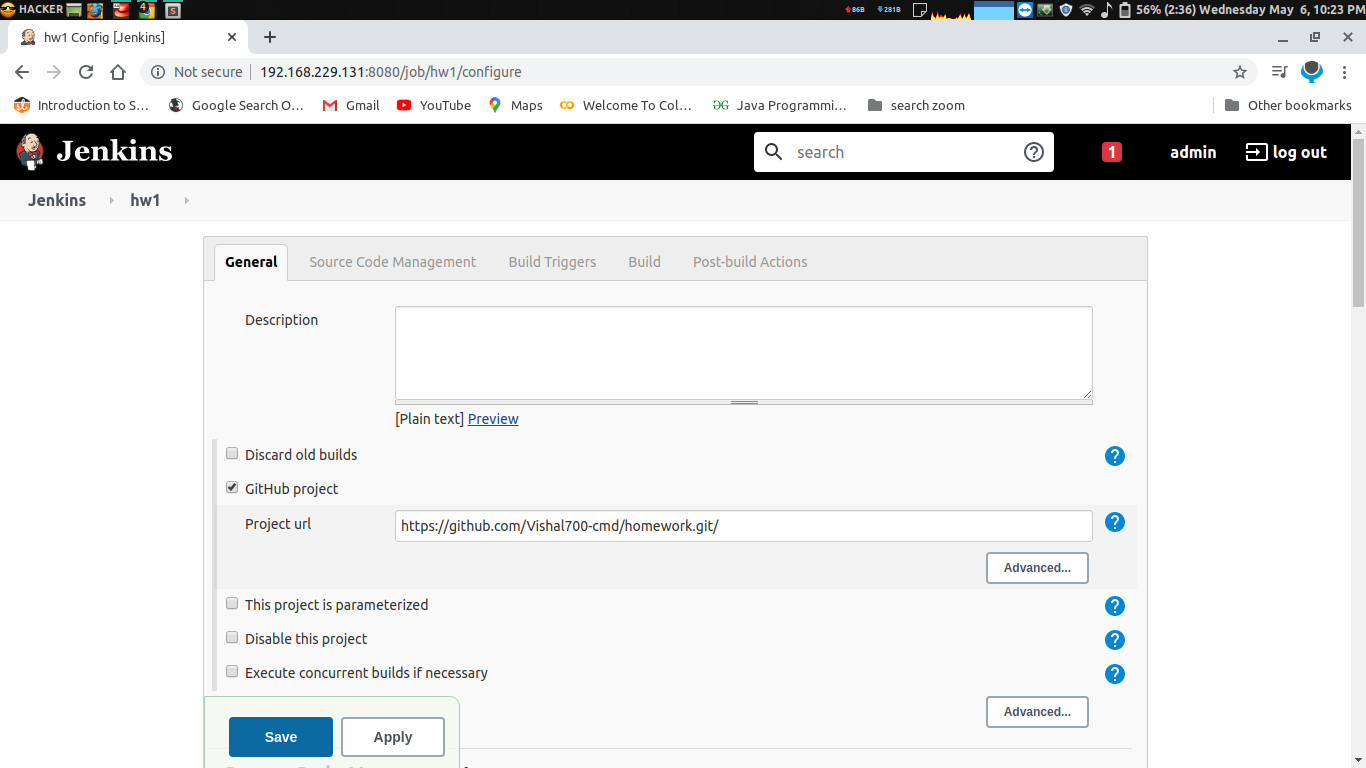 HACKER 4 S 86B 281B 56% (2:36) Wednesday May 6, 10:23 PM
hw1 Config [Jenkins]
Not secure 192.168.229.131:8080/job/hw1/configure
Introduction to S... Google Search O... Gmail YouTube Maps Welcome To Col... Java Programmi... search zoom Other bookmarks
Jenkins search 1 admin log out
Jenkins hw1
General Source Code Management Build Triggers Build Post-build Actions
Description
[Plain text] Preview
Discard old builds
GitHub project
Project url https://github.com/Vishal700-cmd/homework.git/
Advanced...
This project is parameterized
Disable this project
Execute concurrent builds if necessary
Advanced...
Save Apply